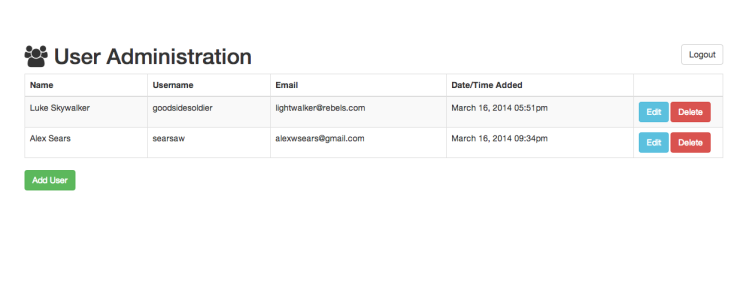 User Administration
Logout
Name Username Email Date/Time Added
Luke Skywalker goodsidesoldier lightwalker@rebels.com March 16, 2014 05:51pm Edit Delete
Alex Sears searsaw alexwsears@gmail.com March 16, 2014 09:34pm Edit Delete
Add User